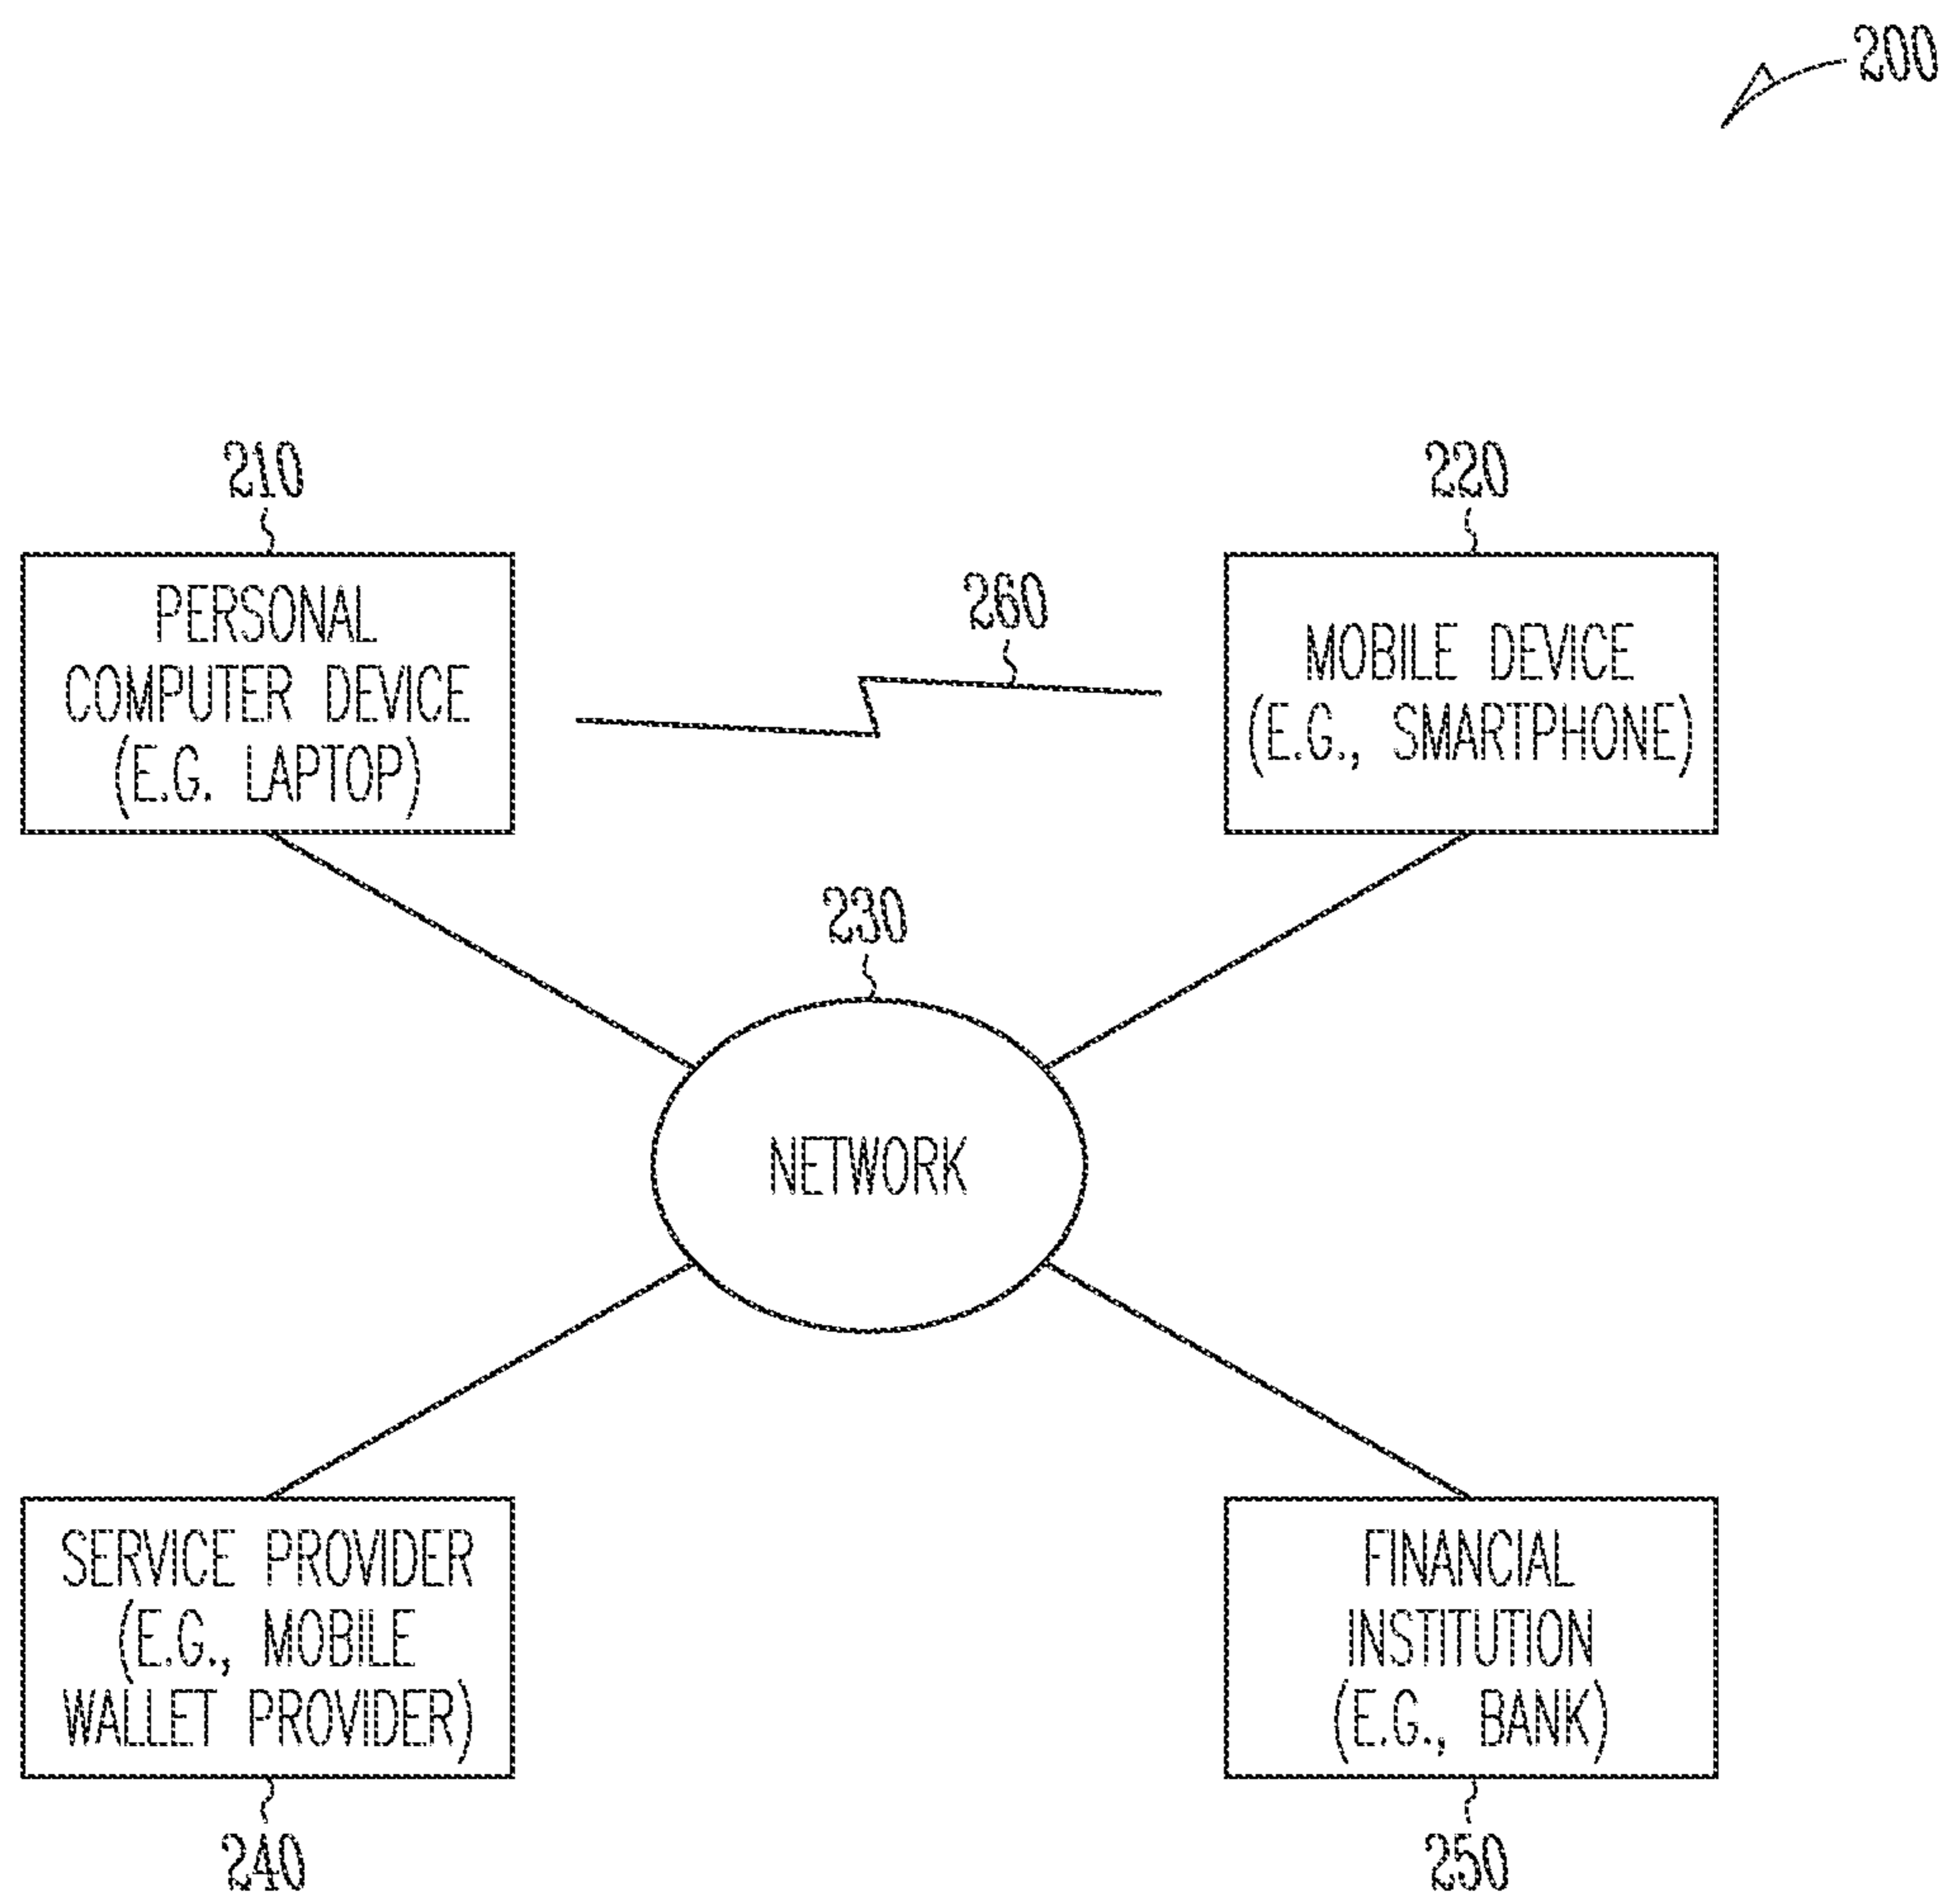 200
210
220
PERSONAL
COMPUTER DEVICE
(E.G. LAPTOP)
260
MOBILE DEVICE
(E.G., SMARTPHONE)
230
NETWORK
SERVICE PROVIDER
(E.G., MOBILE
WALLET PROVIDER)
240
FINANCIAL
INSTITUTION
(E.G., BANK)
250